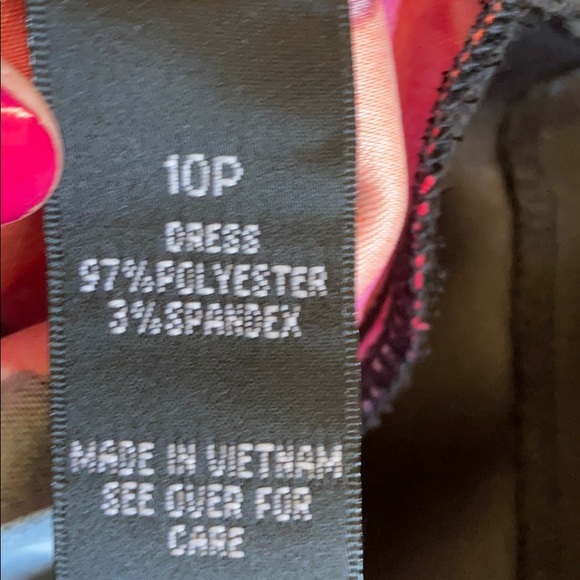 10P
DRESS
97%POLYESTER
3%SPANDEX
MADE IN VIETNAM
SEE OVER FOR
CARE